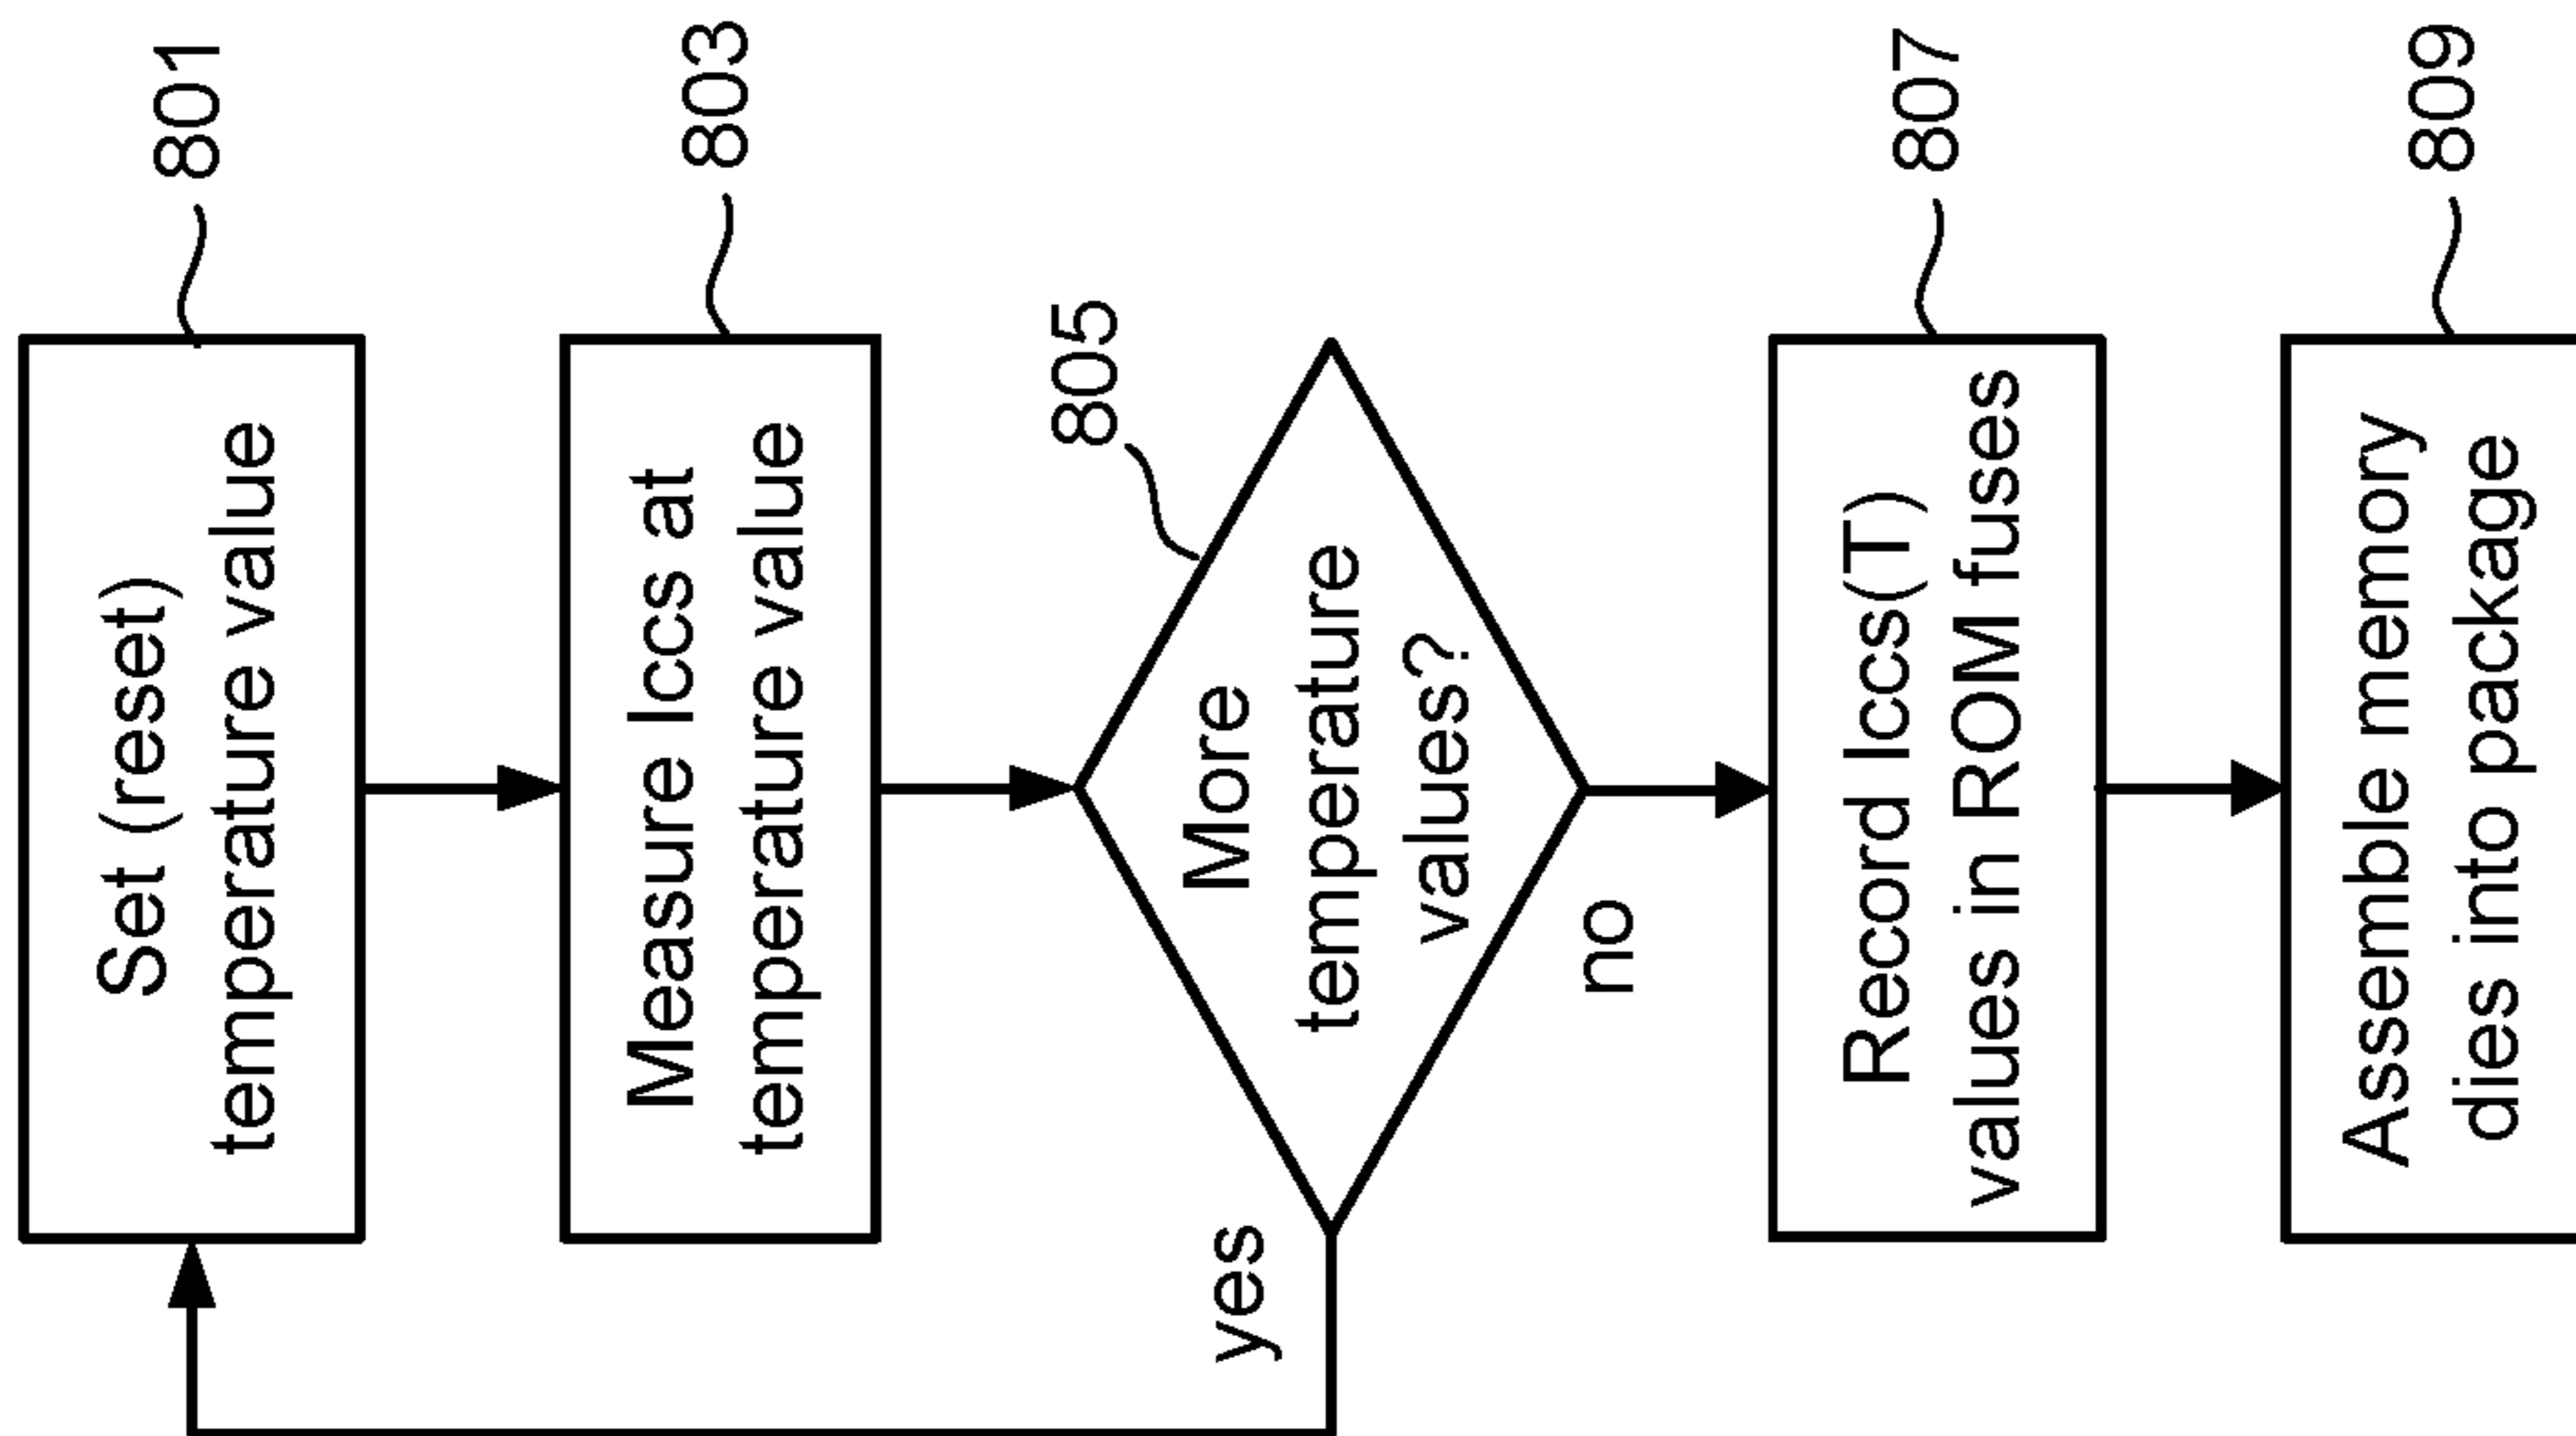 Set (reset)
temperature value
801
Measure Iccs at
temperature value
803
More
temperature
values?
805
yes
no
Record Iccs(T)
values in ROM fuses
807
Assemble memory
dies into package
809